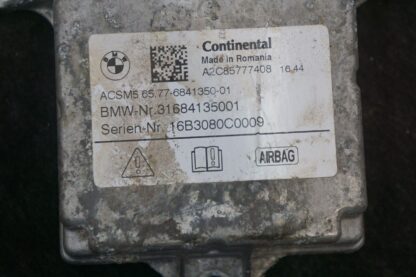 BMW
Continental
Made in Romania
A2C85777408 16.44
ACSM5 65.77-6841350-01
BMW-Nr.31684135001
Serien-Nr. 16B3080C0009
AIRBAG